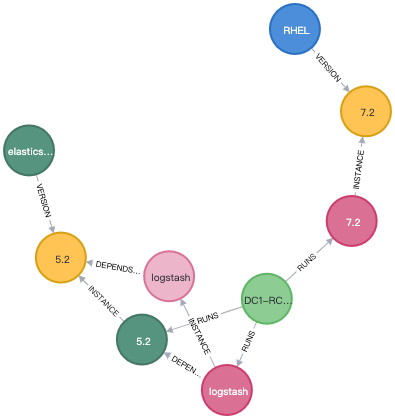 RHEL
VERSION
7.2
elastics...
VERSION
INSTANCE
7.2
5.2
DEPENDS...
logstash
RUNS
DC1-RC...
INSTANCE
RUNS
5.2
INSTANCE
RUNS
DEPEN...
logstash